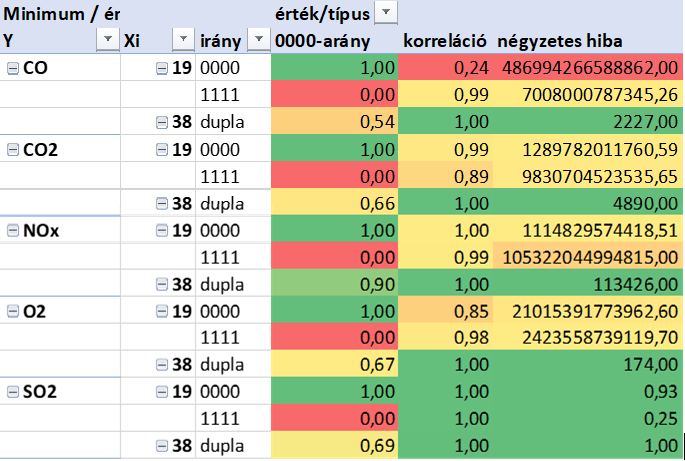 Minimum / ér érték/típus
Y Xi irány 0000-arány korreláció négyzetes hiba
CO 19 0000 1,00 0,24 486994266588862,00
1111 0,00 0,99 7008000787345,26
38 dupla 0,54 1,00 2227,00
CO2 19 0000 1,00 0,99 1289782011760,59
1111 0,00 0,89 9830704523535,65
38 dupla 0,66 1,00 4890,00
NOx 19 0000 1,00 1,00 1114829574418,51
1111 0,00 0,99 105322044994815,00
38 dupla 0,90 1,00 113426,00
O2 19 0000 1,00 0,85 21015391773962,60
1111 0,00 0,98 2423558739119,70
38 dupla 0,67 1,00 174,00
SO2 19 0000 1,00 1,00 0,93
1111 0,00 1,00 0,25
38 dupla 0,69 1,00 1,00